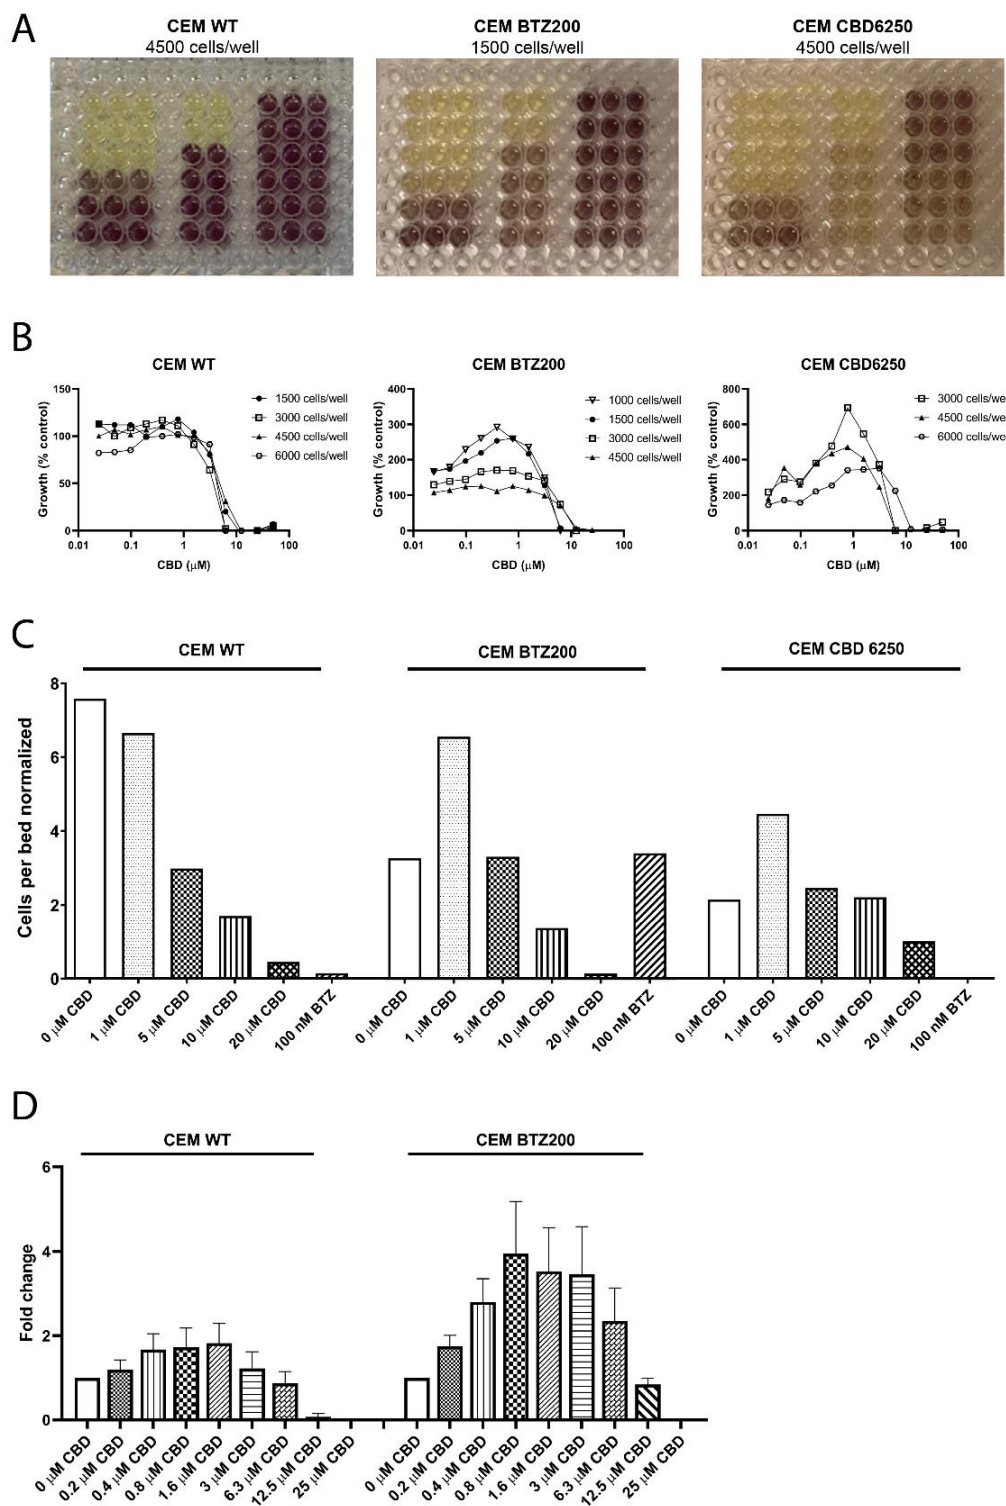 A
CEM WT
4500 cells/well
CEM BTZ200
1500 cells/well
CEM CBD6250
4500 cells/well
B
CEM WT
Growth (% control)
150
100
50
0
0.01
0.1
1
10
100
CBD (μM)
1500 cells/well
3000 cells/well
4500 cells/well
6000 cells/well
CEM BTZ200
Growth (% control)
400
300
200
100
0
0.01
0.1
1
10
100
CBD (μM)
1000 cells/well
1500 cells/well
3000 cells/well
4500 cells/well
CEM CBD6250
Growth (% control)
800
600
400
200
0
0.01
0.1
1
10
100
CBD (μM)
3000 cells/we
4500 cells/we
6000 cells/wo
C
CEM WT
CEM BTZ200
CEM CBD 6250
Cells per bed normalized
8
6
4
2
0
0 μM CBD
1 μM CBD
5 μM CBD
10 μM CBD
20 μM CBD
100 nM BTZ
0 μM CBD
1 μM CBD
5 μM CBD
10 μM CBD
20 μM CBD
100 nM BTZ
0 μM CBD
1 μM CBD
5 μM CBD
10 μM CBD
20 μM CBD
100 nM BTZ
D
CEM WT
CEM BTZ200
Fold change
6
4
2
0
0 μM CBD
0.2 μM CBD
0.4 μM CBD
0.8 μM CBD
1.6 μM CBD
3 μM CBD
6.3 μM CBD
12.5 μM CBD
25 μM CBD
0 μM CBD
0.2 μM CBD
0.4 μM CBD
0.8 μM CBD
1.6 μM CBD
3 μM CBD
6.3 μM CBD
12.5 μM CBD
25 μM CBD